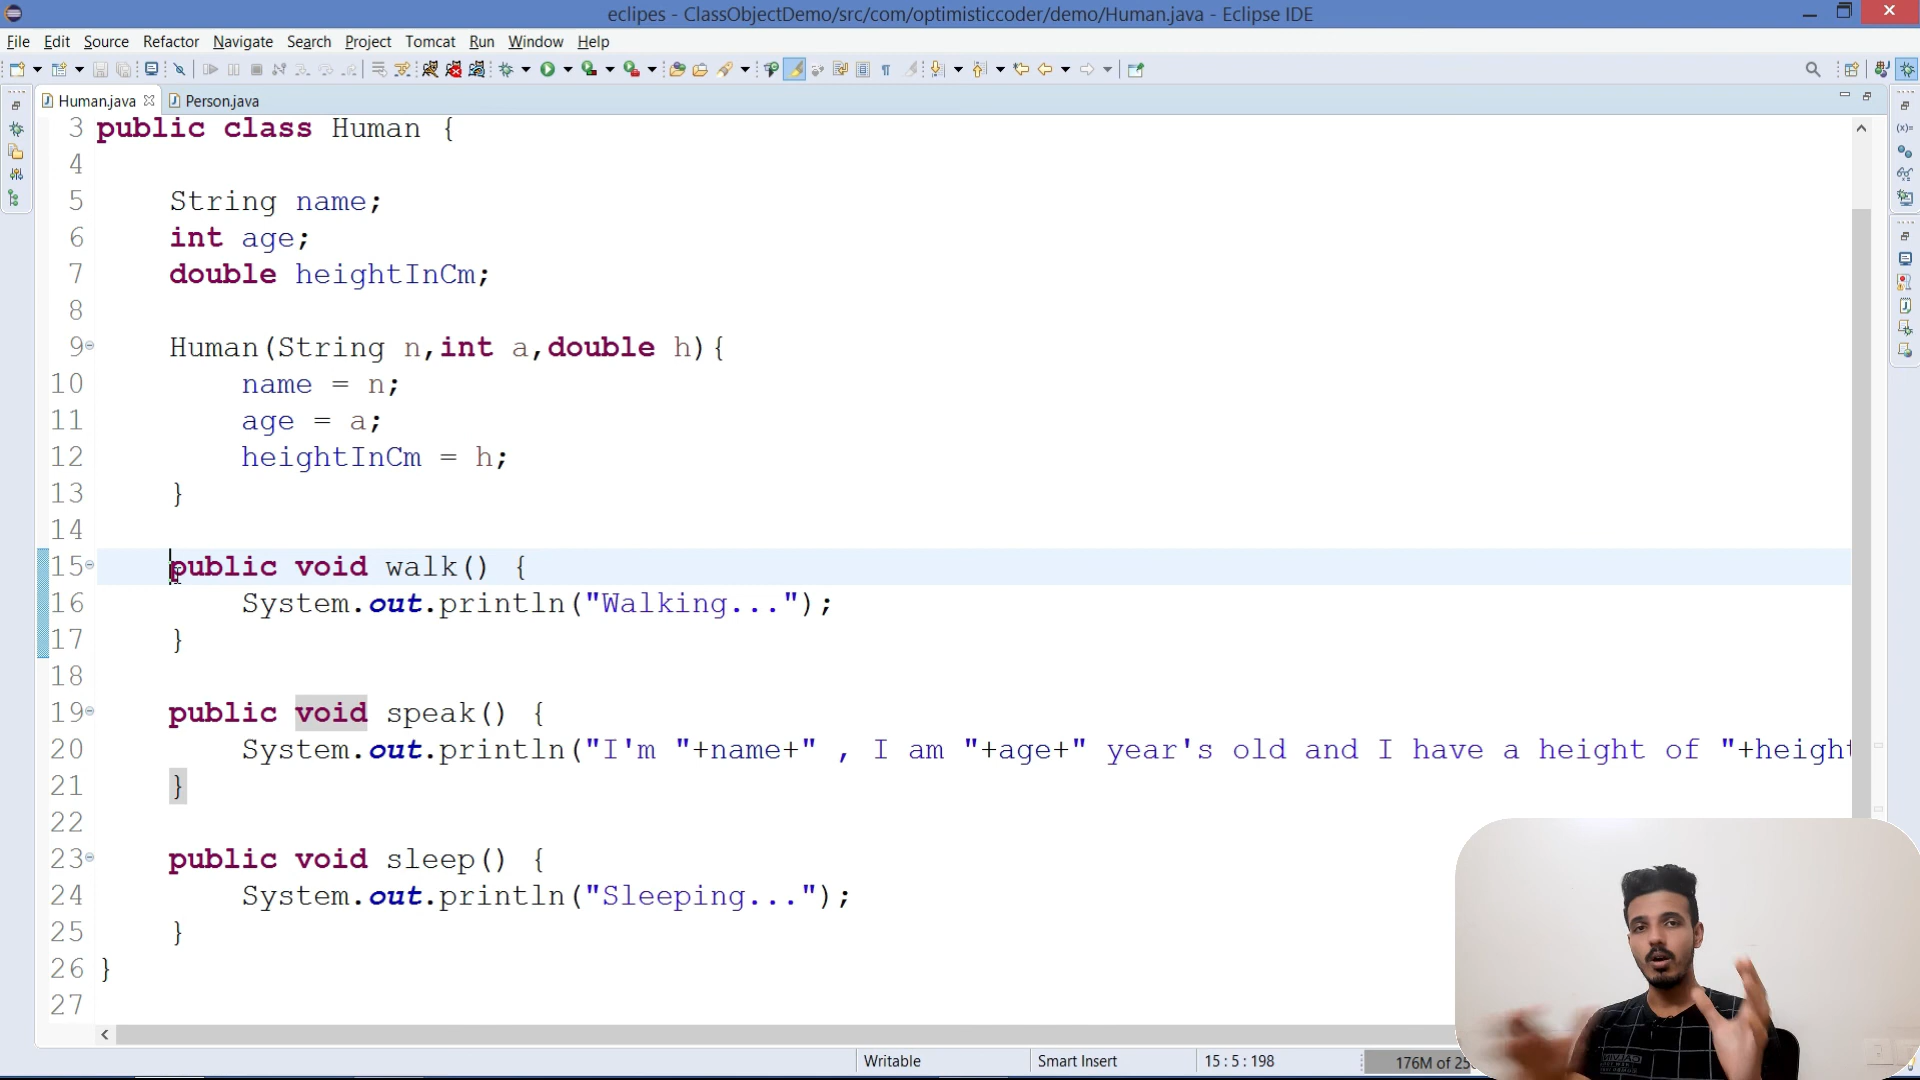 eclipes - ClassObjectDemo/src/com/optimisticcoder/demo/Human.java - Eclipse IDE
File Edit Source Refactor Navigate Search Project Tomcat Run Window Help
Human.java Person.java
3 public class Human {
4
5 String name;
6 int age;
7 double heightInCm;
8
9 Human(String n,int a,double h){
10 name = n;
11 age = a;
12 heightInCm = h;
13 }
14
15 public void walk() {
16 System.out.println("Walking...");
17 }
18
19 public void speak() {
20 System.out.println("I'm "+name+" , I am "+age+" year's old and I have a height of "+height
21 }
22
23 public void sleep() {
24 System.out.println("Sleeping...");
25 }
26 }
27
Writable Smart Insert 15:5:198 176M of